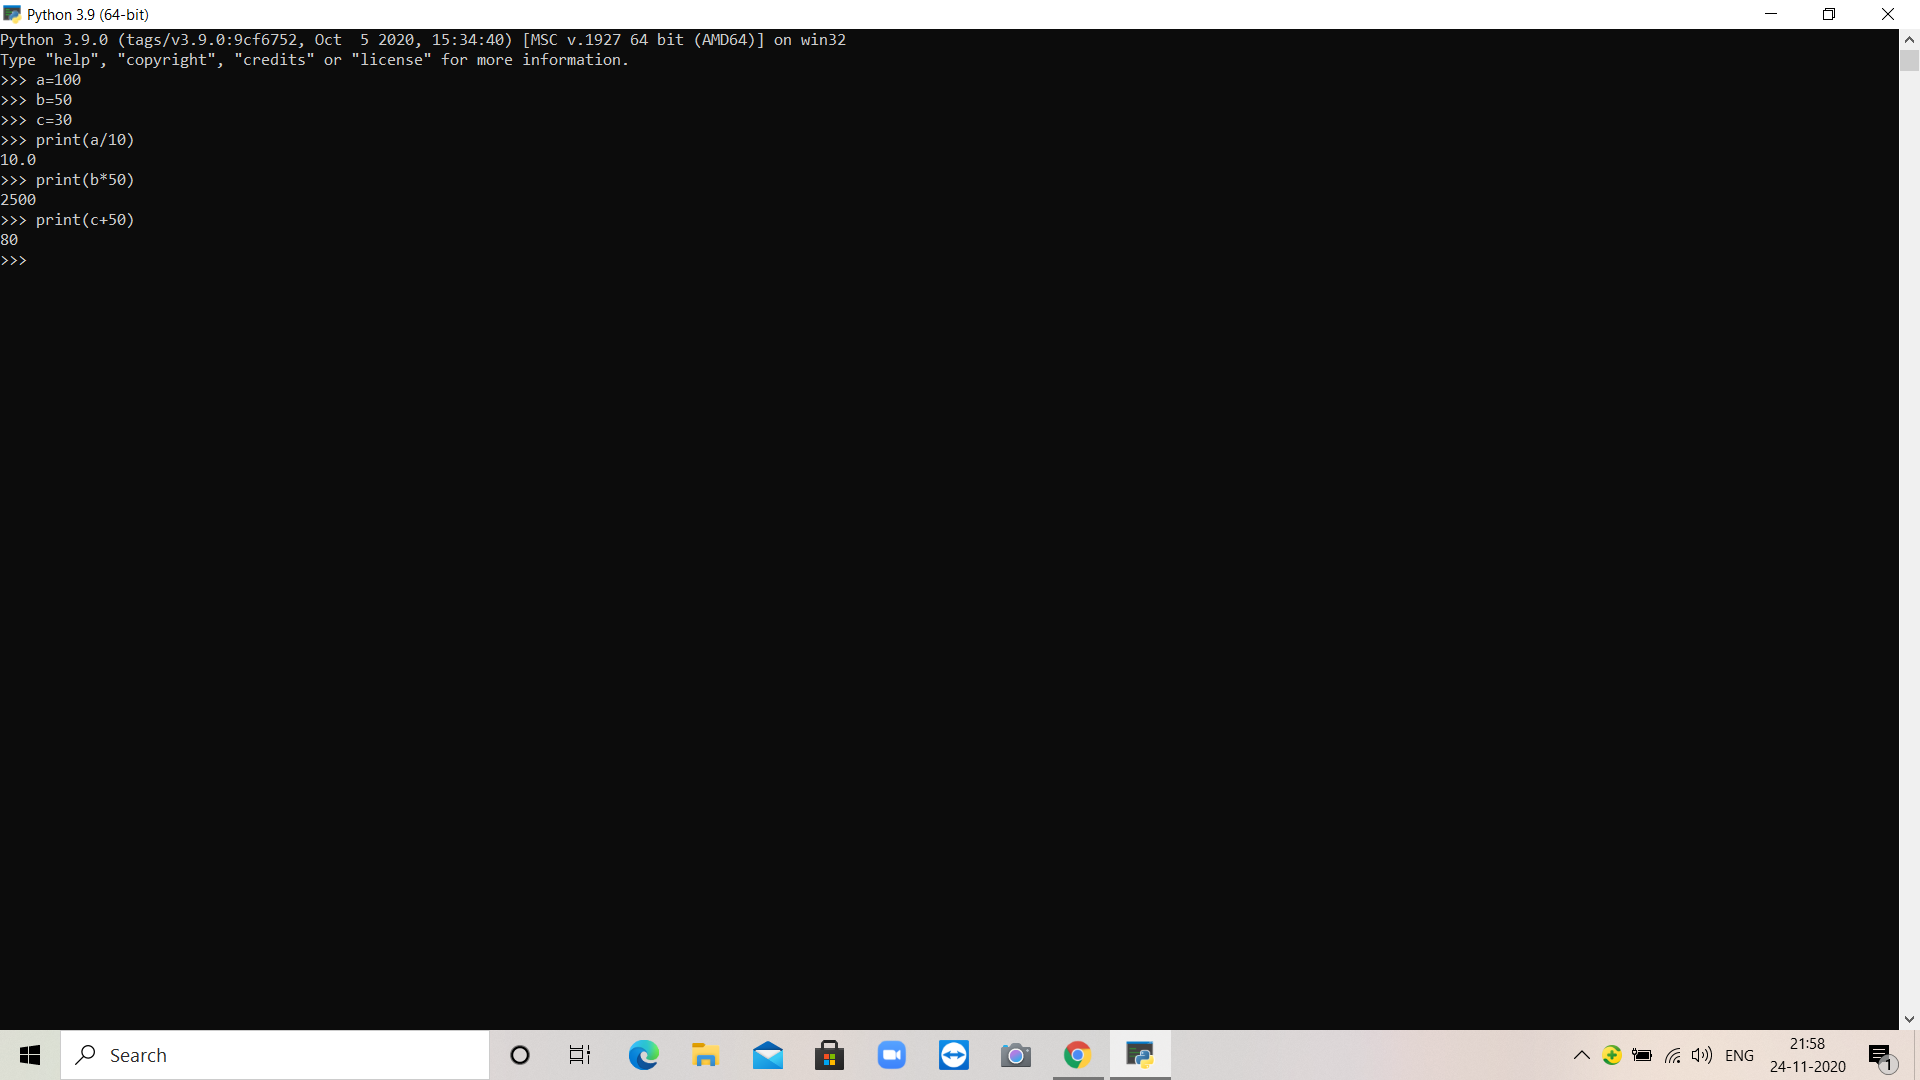 Python 3.9 (64-bit)
Python 3.9.0 (tags/v3.9.0:9cf6752, Oct  5 2020, 15:34:40) [MSC v.1927 64 bit (AMD64)] on win32
Type "help", "copyright", "credits" or "license" for more information.
>>> a=100
>>> b=50
>>> c=30
>>> print(a/10)
10.0
>>> print(b*50)
2500
>>> print(c+50)
80
>>>
Search
ENG
21:58
24-11-2020
1